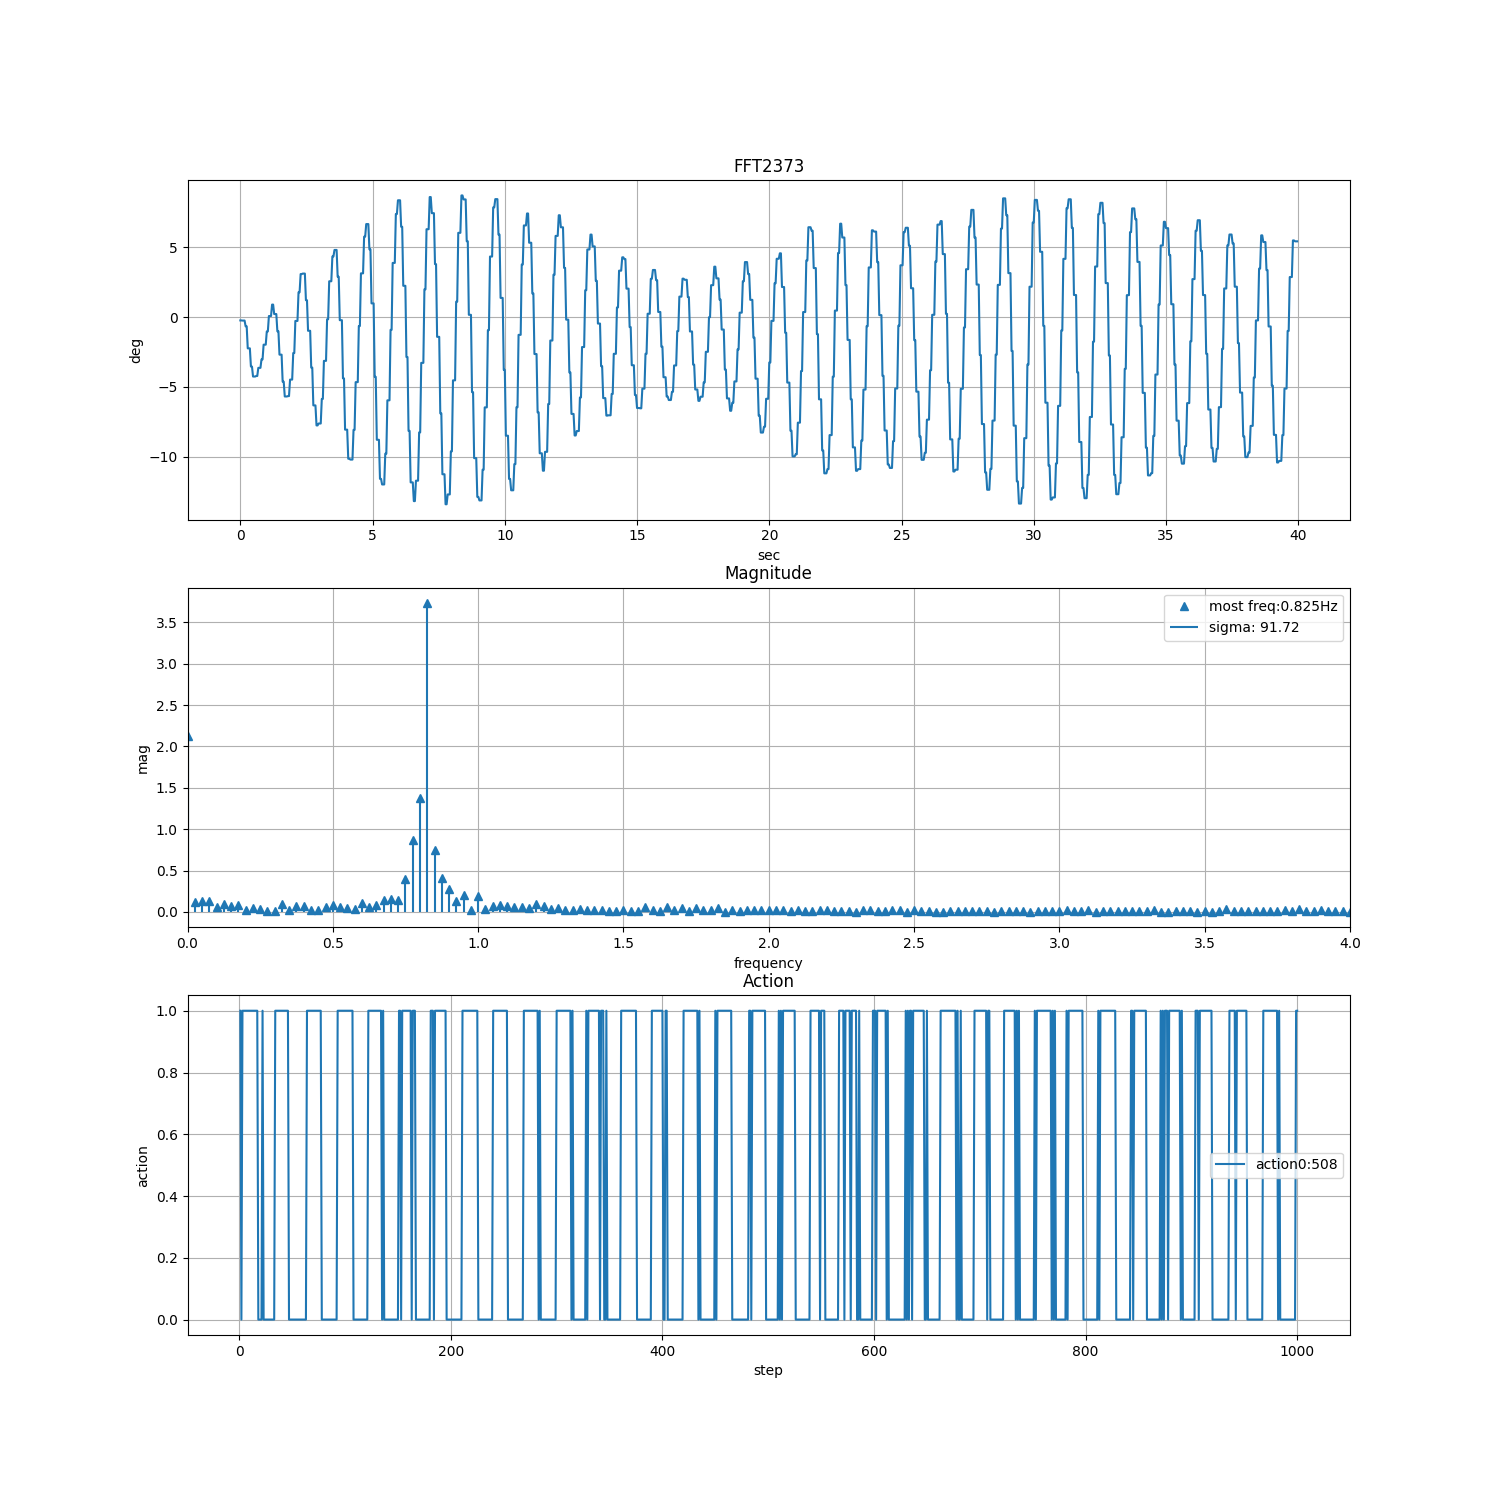 FFT2373
5
0
−5
−10
deg
0 5 10 15 20 25 30 35 40
sec
Magnitude
most freq:0.825Hz
sigma: 91.72
3.5
3.0
2.5
2.0
1.5
1.0
0.5
0.0
mag
0.0 0.5 1.0 1.5 2.0 2.5 3.0 3.5 4.0
frequency
Action
1.0
0.8
0.6
0.4
0.2
0.0
action
action0:508
0 200 400 600 800 1000
step